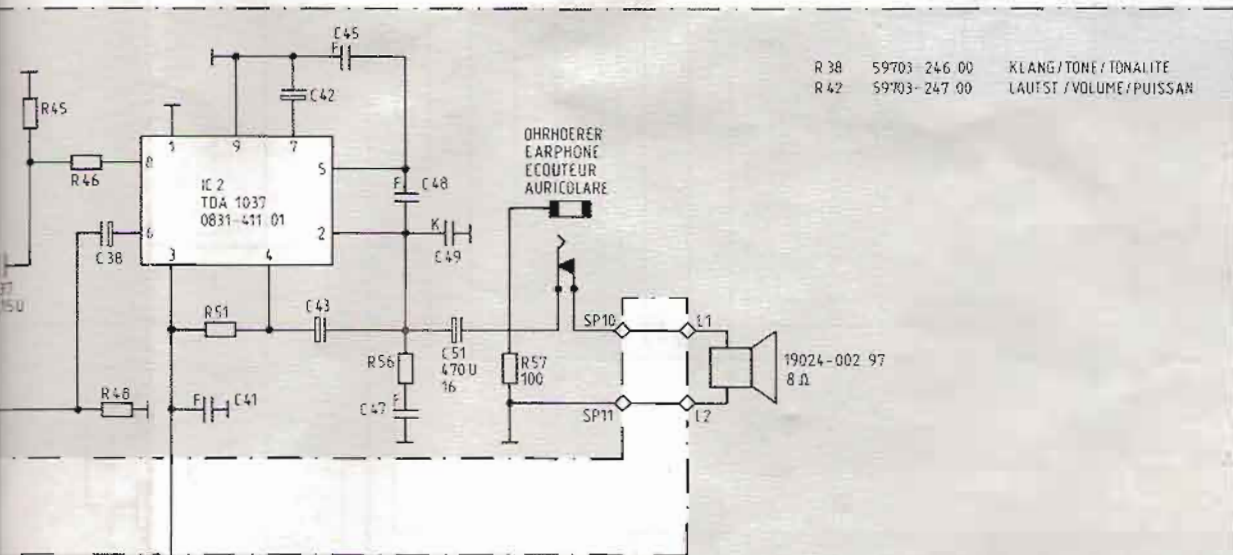 C45
F
R 38 59703-246 00 KLANG/TONE/TONALITE
R 42 59703-247 00 LAUTST /VOLUME/PUISSAN
R45
C42
1 9 7
OHRHOERER
EARPHONE
ECOUTEUR
AURICOLARE
8
R46
5
IC 2
TDA 1037
0831-411 01
F C48
6
2
K
C49
C38
3 4
15U
R51
C43
SP10
L1
R56
C51
470 U
16
R57
100
19024-002 97
8 Ω
R48
F C41
F
C47
SP11
L2